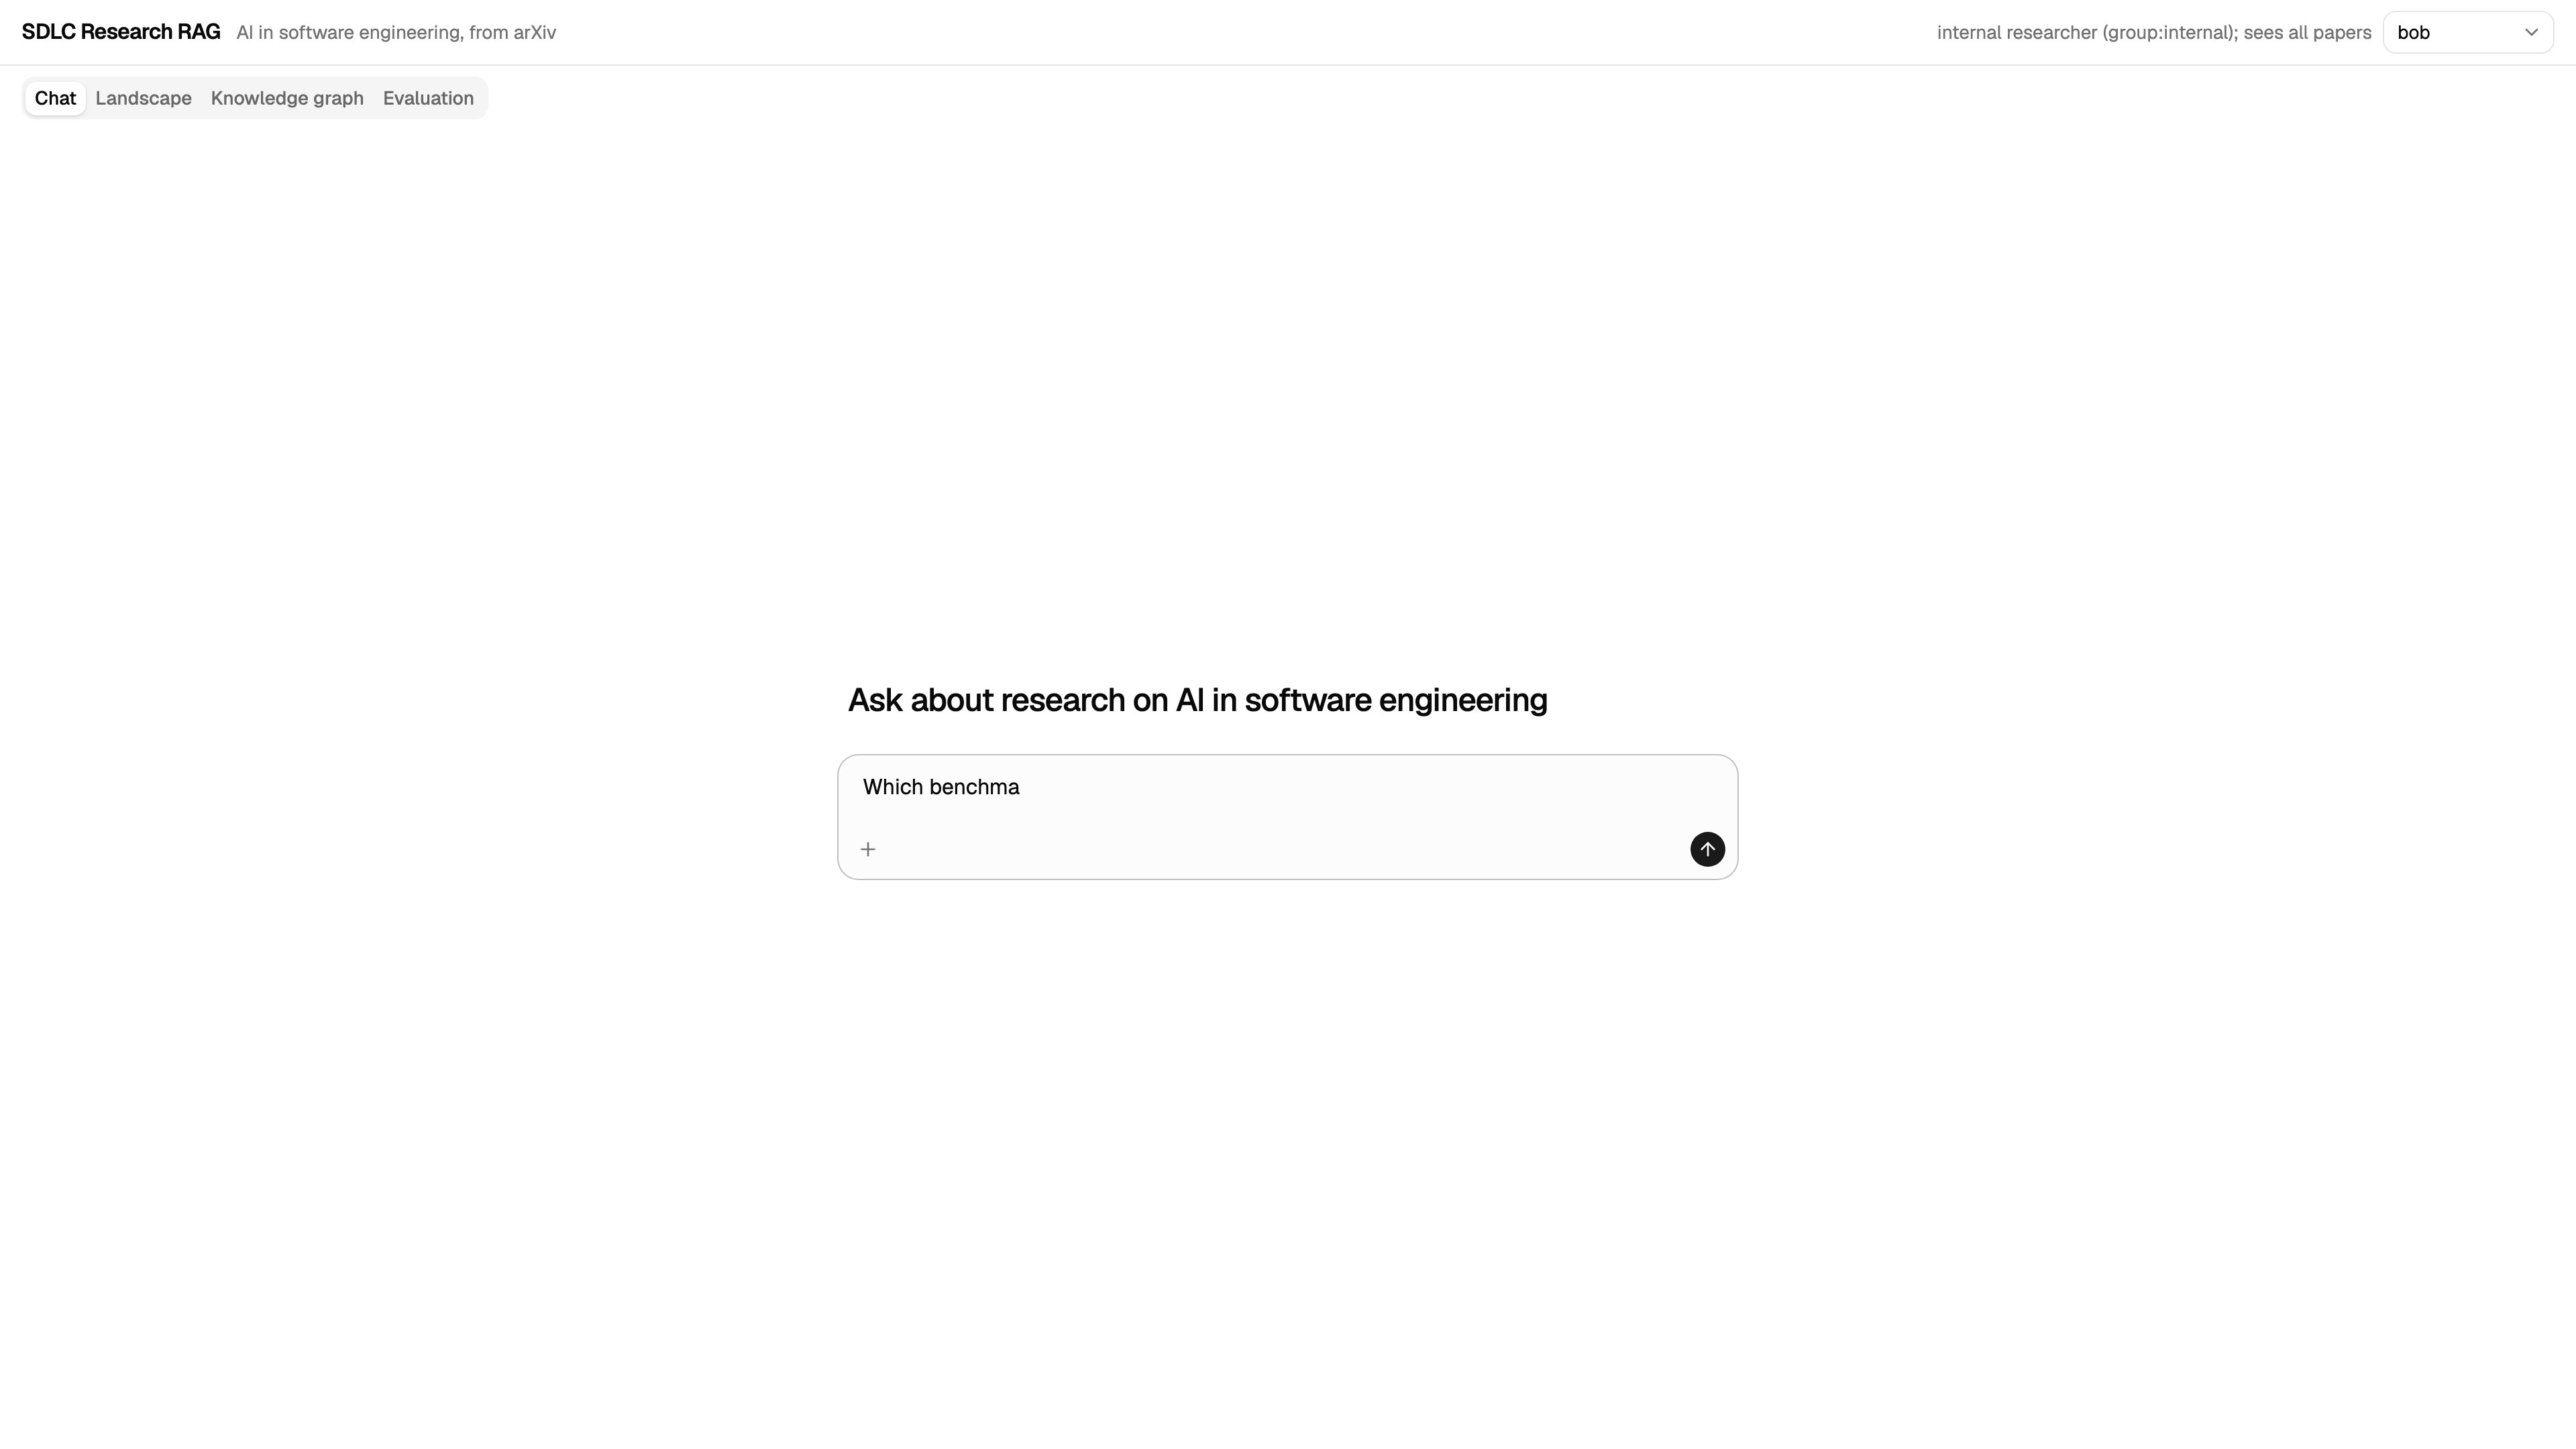 SDLC Research RAG AI in software engineering, from arXiv internal researcher (group:internal); sees all papers bob
Chat Landscape Knowledge graph Evaluation
Ask about research on AI in software engineering
Which benchma